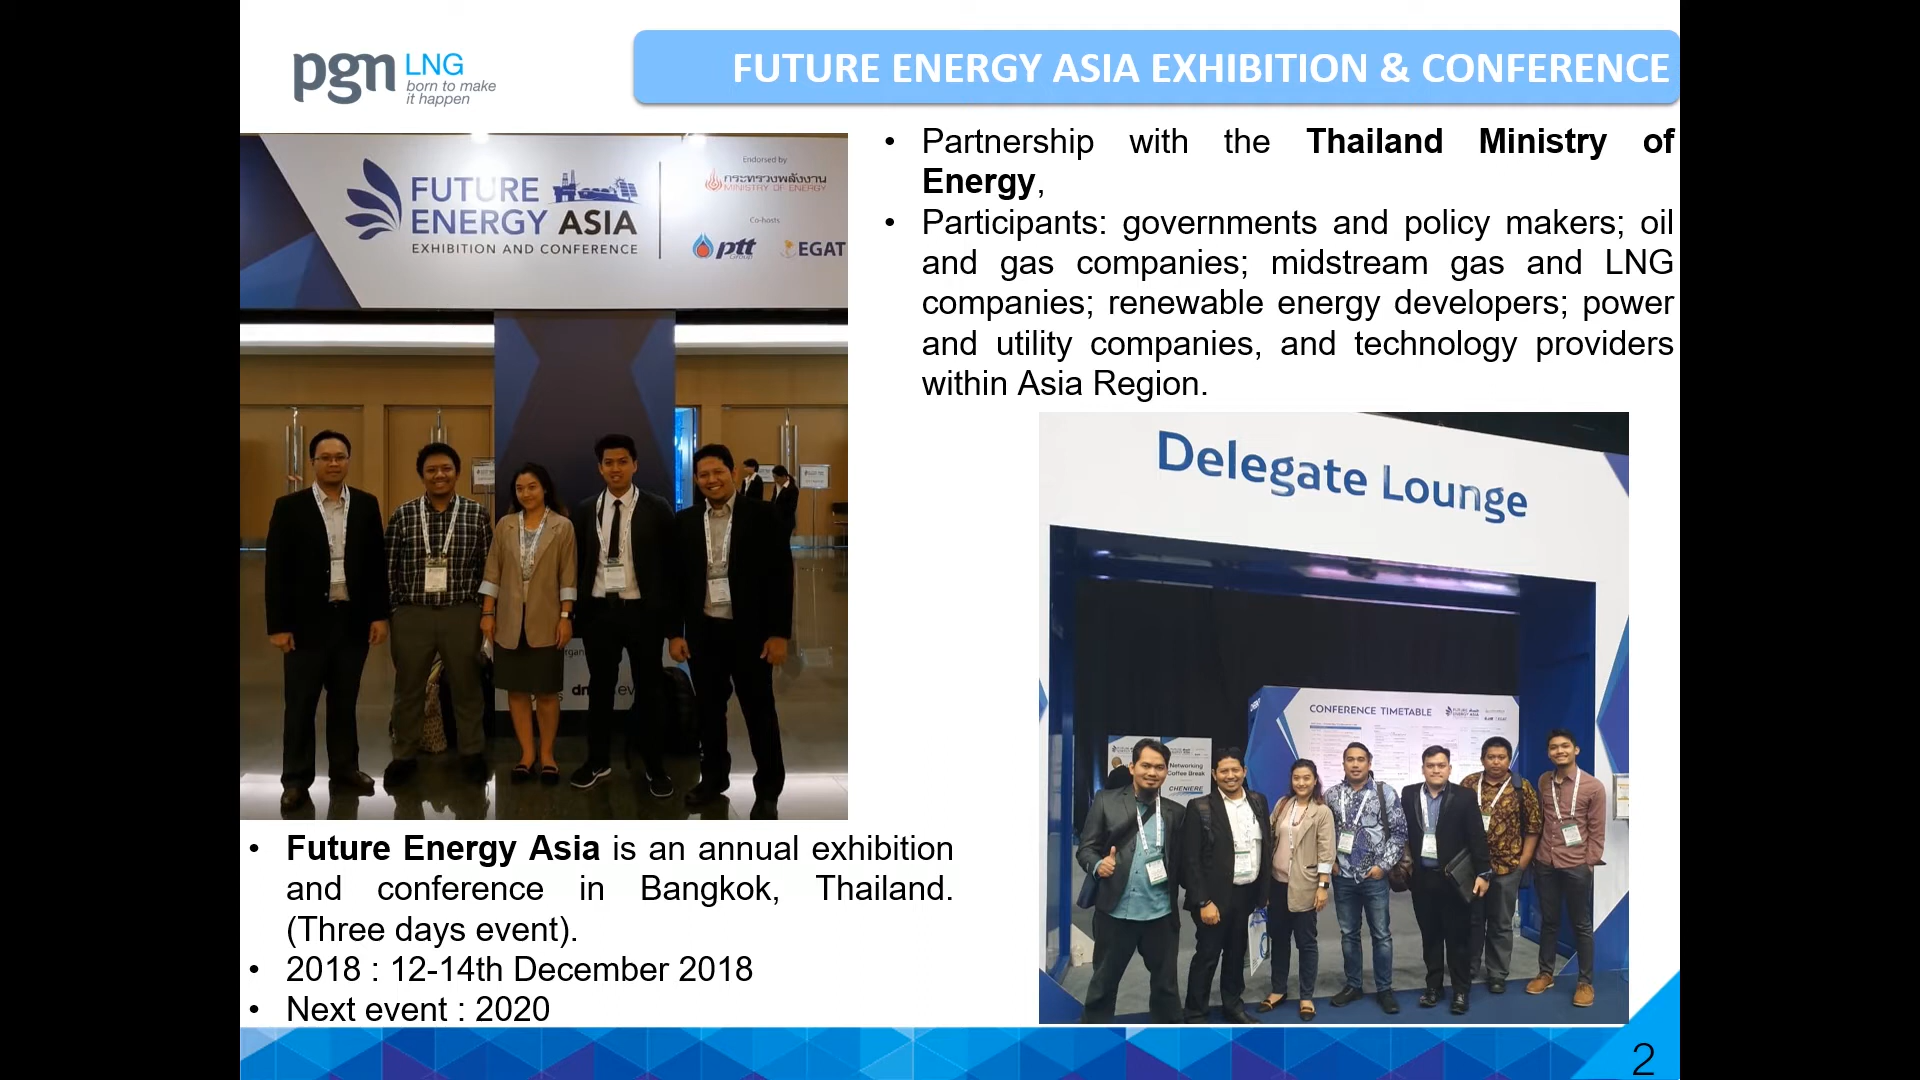 pgn LNG
born to make
it happen
FUTURE ENERGY ASIA EXHIBITION & CONFERENCE
Endorsed by
กระทรวงพลังงาน
MINISTRY OF ENERGY
FUTURE
ENERGY ASIA
EXHIBITION AND CONFERENCE
Co-hosts
ptt
Group
EGAT
• Partnership with the Thailand Ministry of
Energy,
• Participants: governments and policy makers; oil
and gas companies; midstream gas and LNG
companies; renewable energy developers; power
and utility companies, and technology providers
within Asia Region.
Delegate Lounge
CONFERENCE TIMETABLE
FUTURE
ENERGY ASIA
Networking
Coffee Break
CHENIERE
• Future Energy Asia is an annual exhibition
and conference in Bangkok, Thailand.
(Three days event).
• 2018 : 12-14th December 2018
• Next event : 2020
2